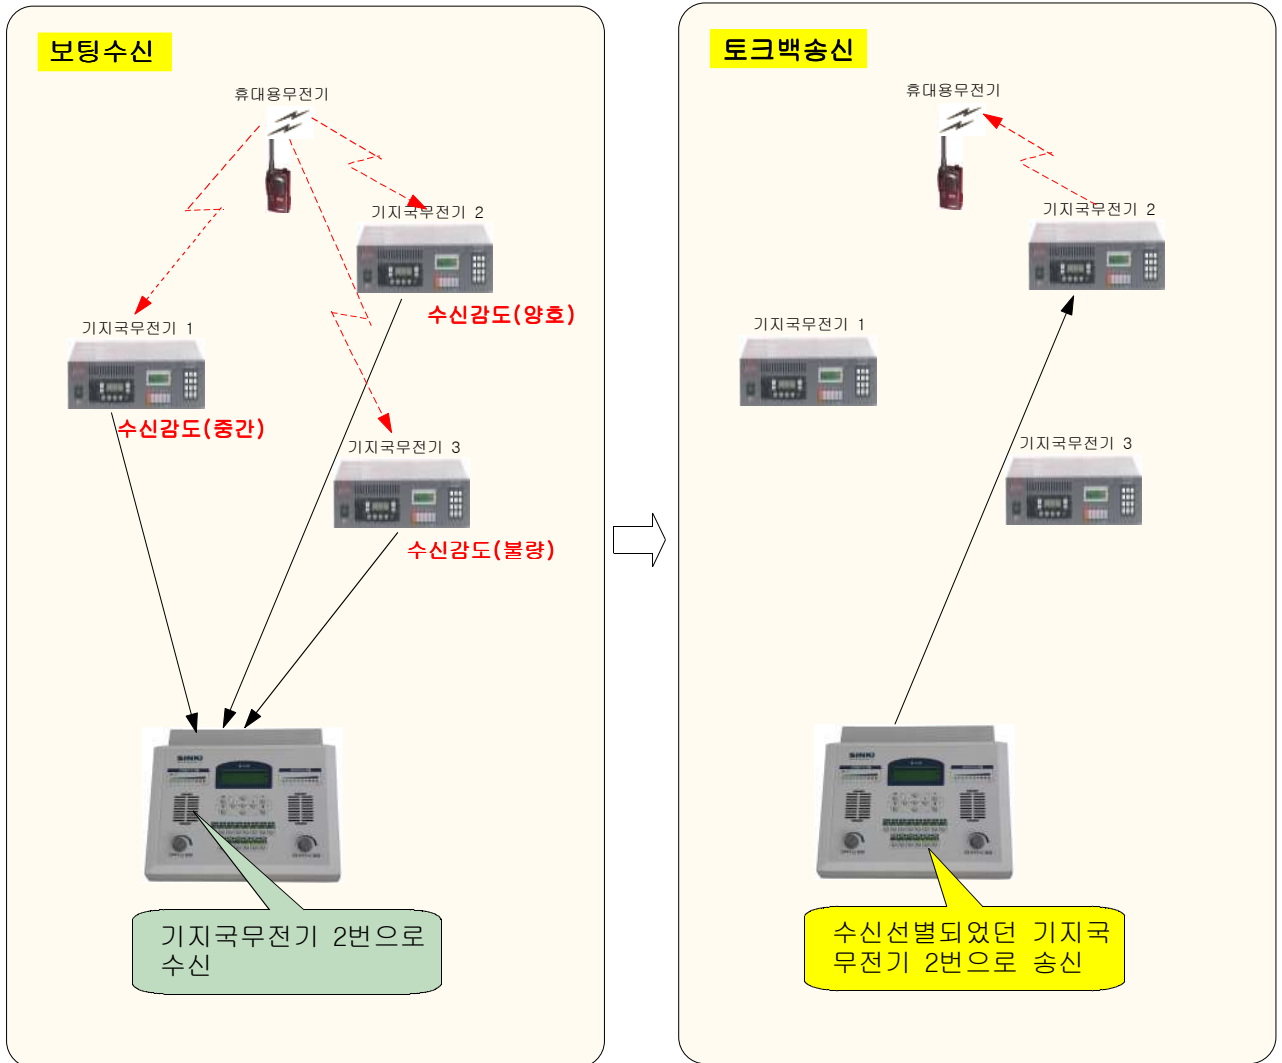 보팅수신
휴대용무전기
기지국무전기 2
수신감도(양호)
기지국무전기 1
수신감도(중간)
기지국무전기 3
수신감도(불량)
SINKI
기지국무전기 2번으로
수신
토크백송신
휴대용무전기
기지국무전기 2
기지국무전기 1
기지국무전기 3
SINKI
수신선별되었던 기지국
무전기 2번으로 송신